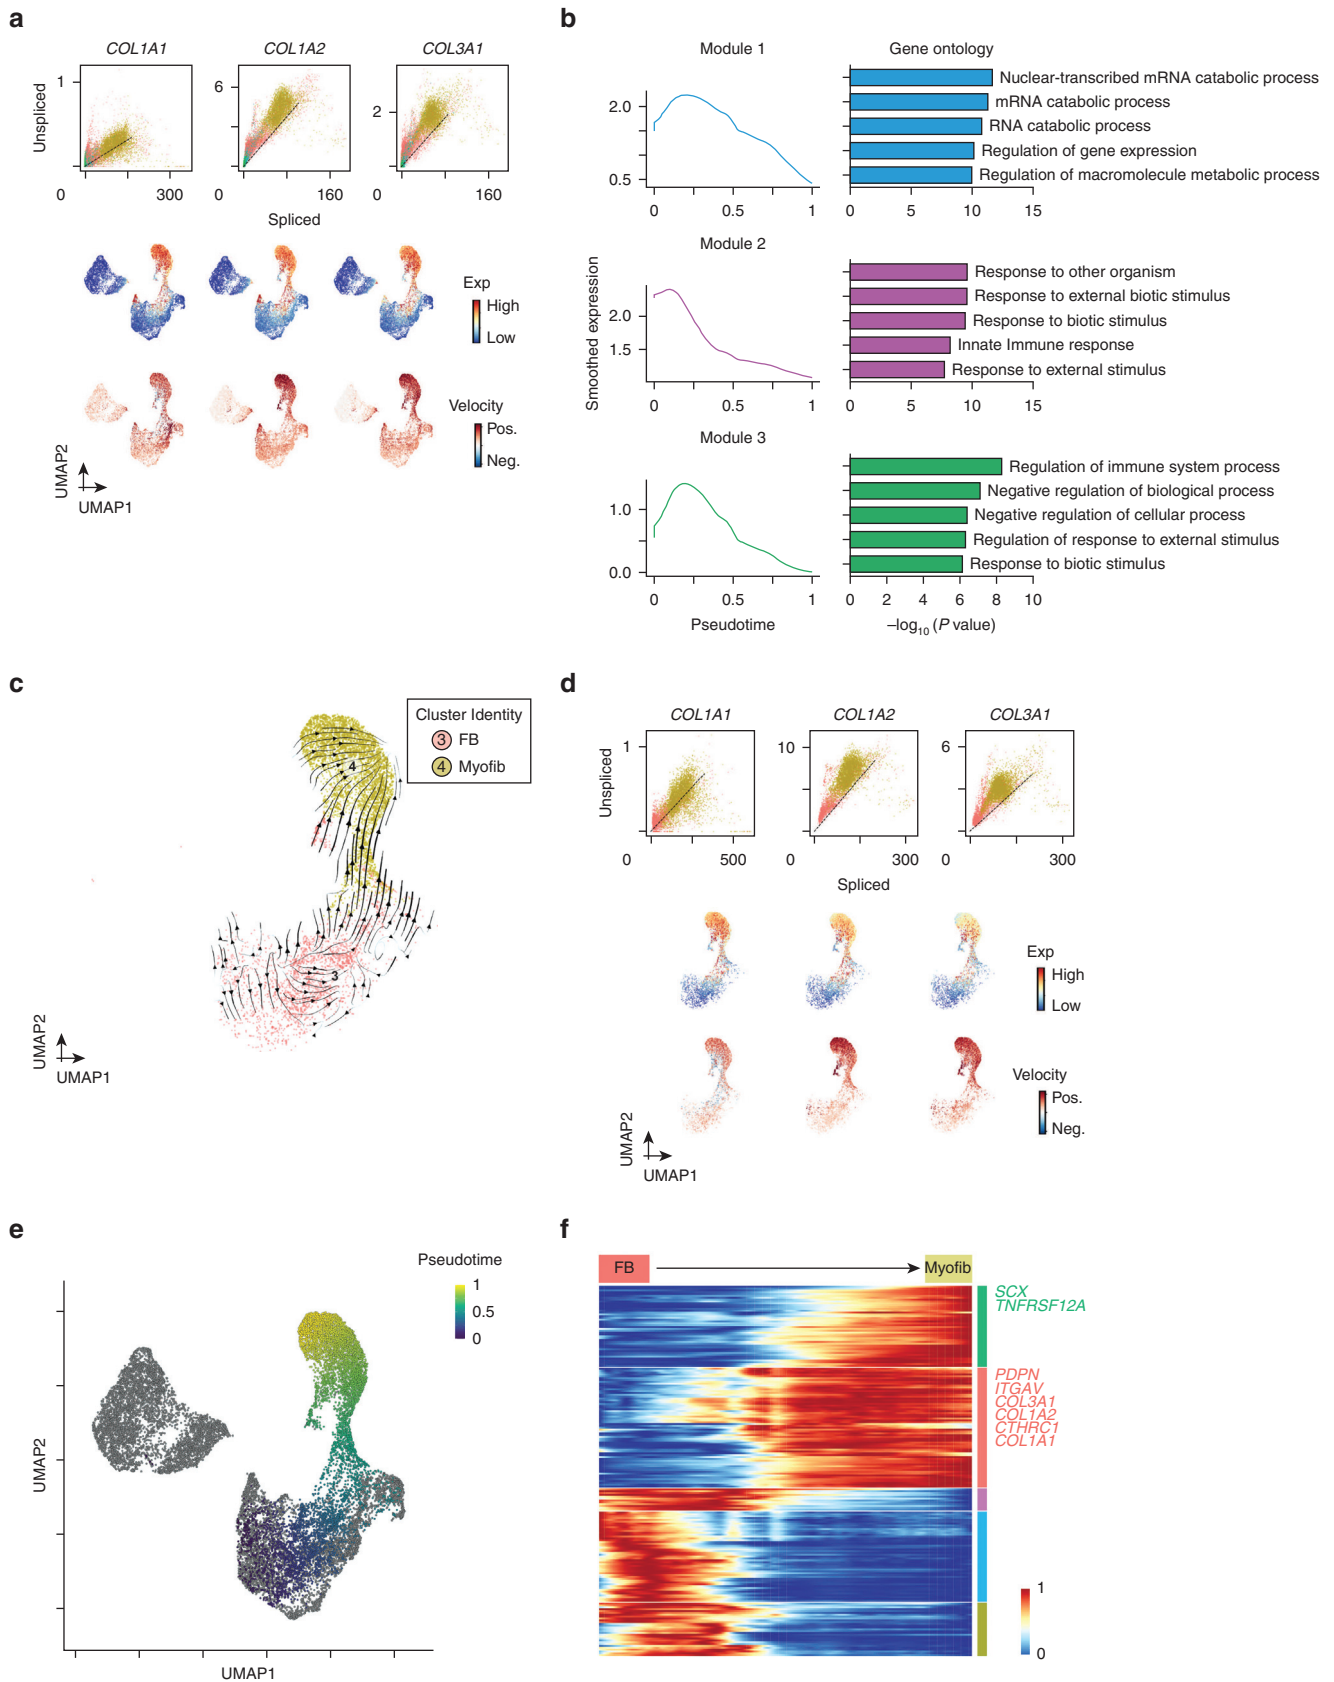 a
COL1A1
COL1A2
COL3A1
Unspliced
1
6
2
0
300
0
160
0
160
Spliced
Exp
High
Low
Velocity
Pos.
Neg.
UMAP2
UMAP1
b
Module 1
Gene ontology
2.0
0.5
0
0.5
1
Nuclear-transcribed mRNA catabolic process
mRNA catabolic process
RNA catabolic process
Regulation of gene expression
Regulation of macromolecule metabolic process
0
5
10
15
Module 2
Smoothed expression
2.0
1.5
0
0.5
1
Response to other organism
Response to external biotic stimulus
Response to biotic stimulus
Innate Immune response
Response to external stimulus
0
5
10
15
Module 3
1.0
0.0
0
0.5
1
Pseudotime
Regulation of immune system process
Negative regulation of biological process
Negative regulation of cellular process
Regulation of response to external stimulus
Response to biotic stimulus
0
2
4
6
8
10
–log10 (P value)
c
Cluster Identity
3 FB
4 Myofib
4
3
UMAP2
UMAP1
d
COL1A1
COL1A2
COL3A1
Unspliced
1
10
6
0
500
0
300
0
300
Spliced
Exp
High
Low
Velocity
Pos.
Neg.
UMAP2
UMAP1
e
Pseudotime
1
0.5
0
UMAP2
UMAP1
f
FB
Myofib
SCX
TNFRSF12A
PDPN
ITGAV
COL3A1
COL1A2
CTHRC1
COL1A1
1
0